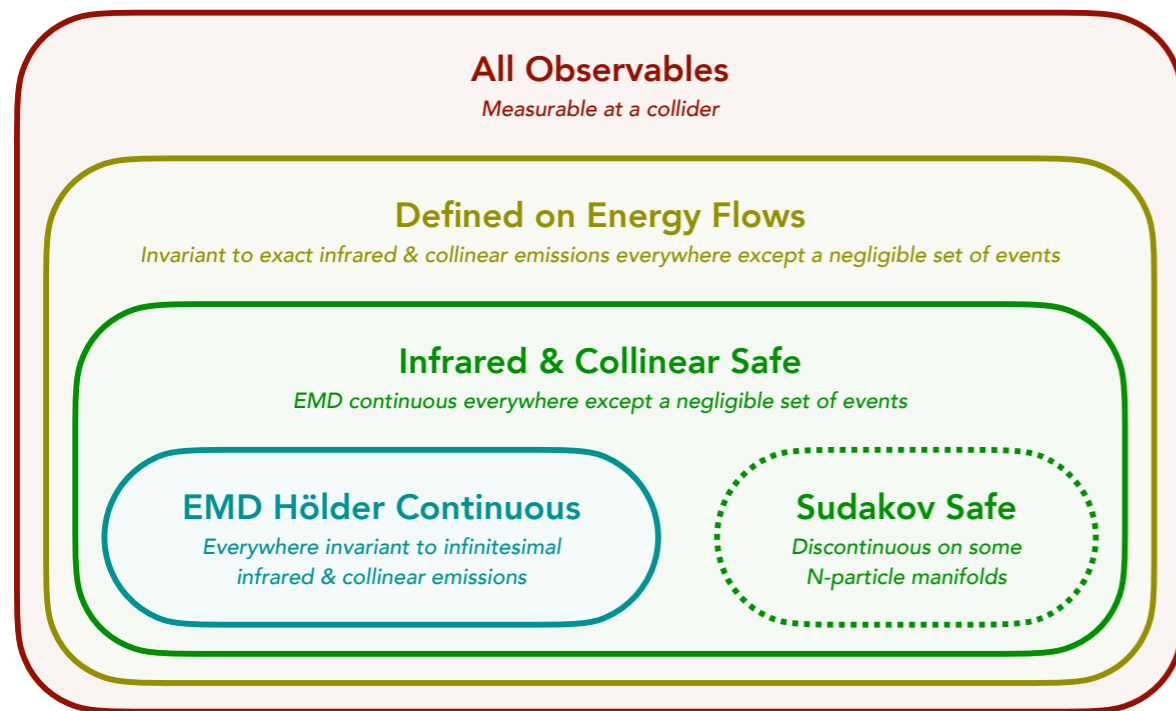 All Observables
Measurable at a collider
Defined on Energy Flows
Invariant to exact infrared & collinear emissions everywhere except a negligible set of events
Infrared & Collinear Safe
EMD continuous everywhere except a negligible set of events
EMD Hölder Continuous
Everywhere invariant to infinitesimal
infrared & collinear emissions
Sudakov Safe
Discontinuous on some
N-particle manifolds